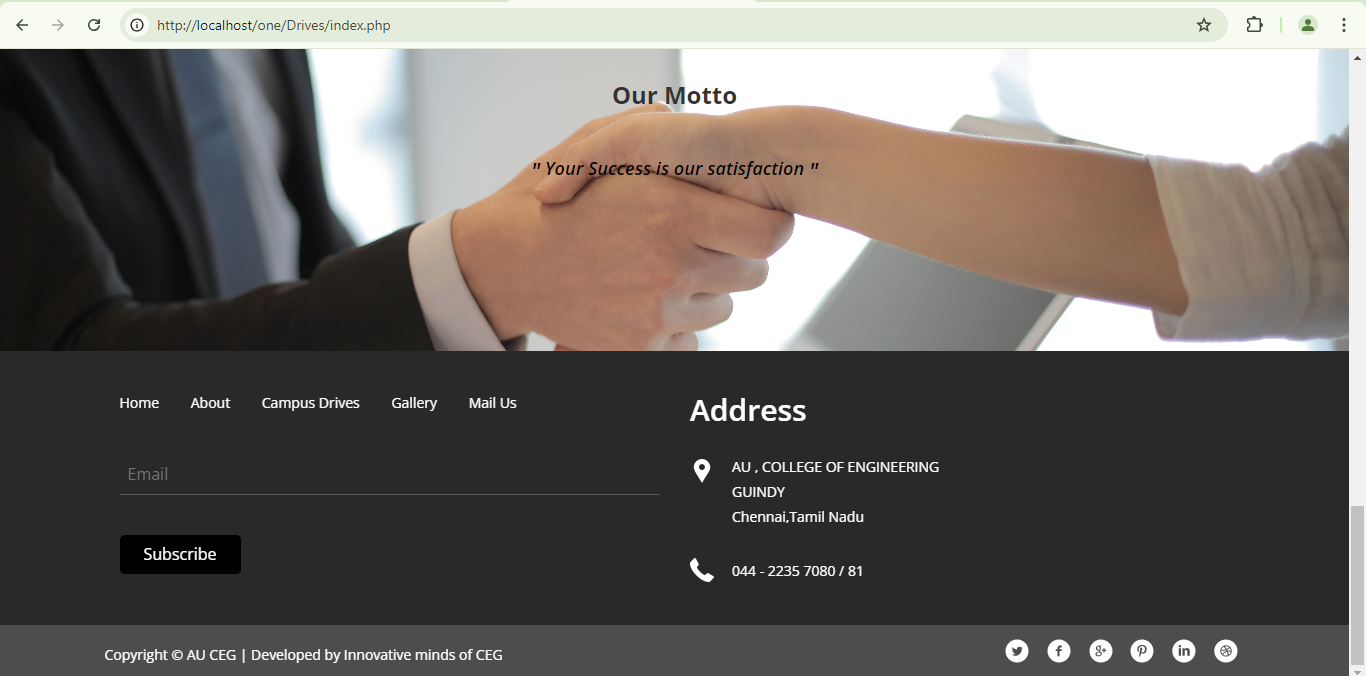 http://localhost/one/Drives/index.php
Our Motto
" Your Success is our satisfaction "
Home About Campus Drives Gallery Mail Us
Email
Subscribe
Address
AU , COLLEGE OF ENGINEERING
GUINDY
Chennai,Tamil Nadu
044 - 2235 7080 / 81
Copyright © AU CEG | Developed by Innovative minds of CEG